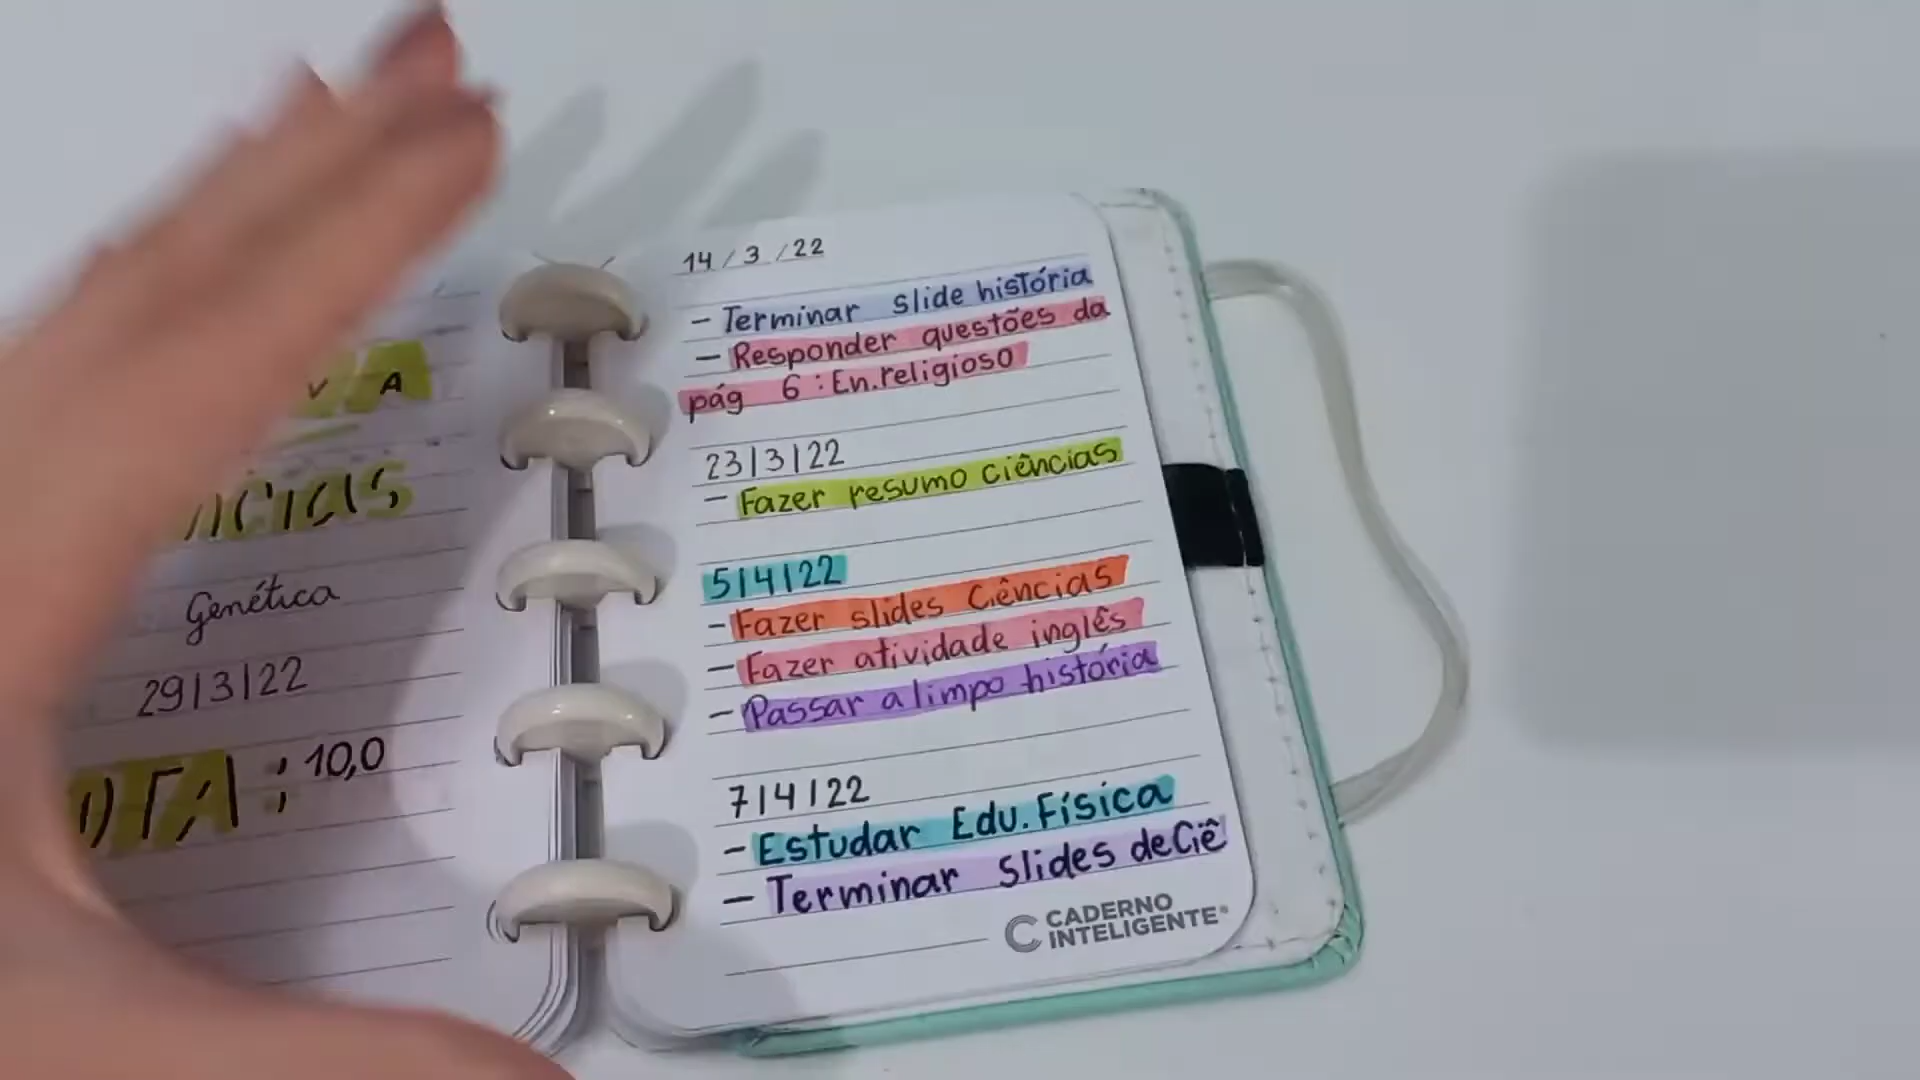 V A
Genética
29/3/22
: 10,0
14/3/22
- Terminar slide história
- Responder questões da
pág 6: En.religioso
23/3/22
- Fazer resumo ciências
5/4/22
- Fazer slides Ciências
- Fazer atividade inglês
- Passar a limpo história
7/4/22
- Estudar Edu. Física
- Terminar slides de Ciê
CADERNO
INTELIGENTE®